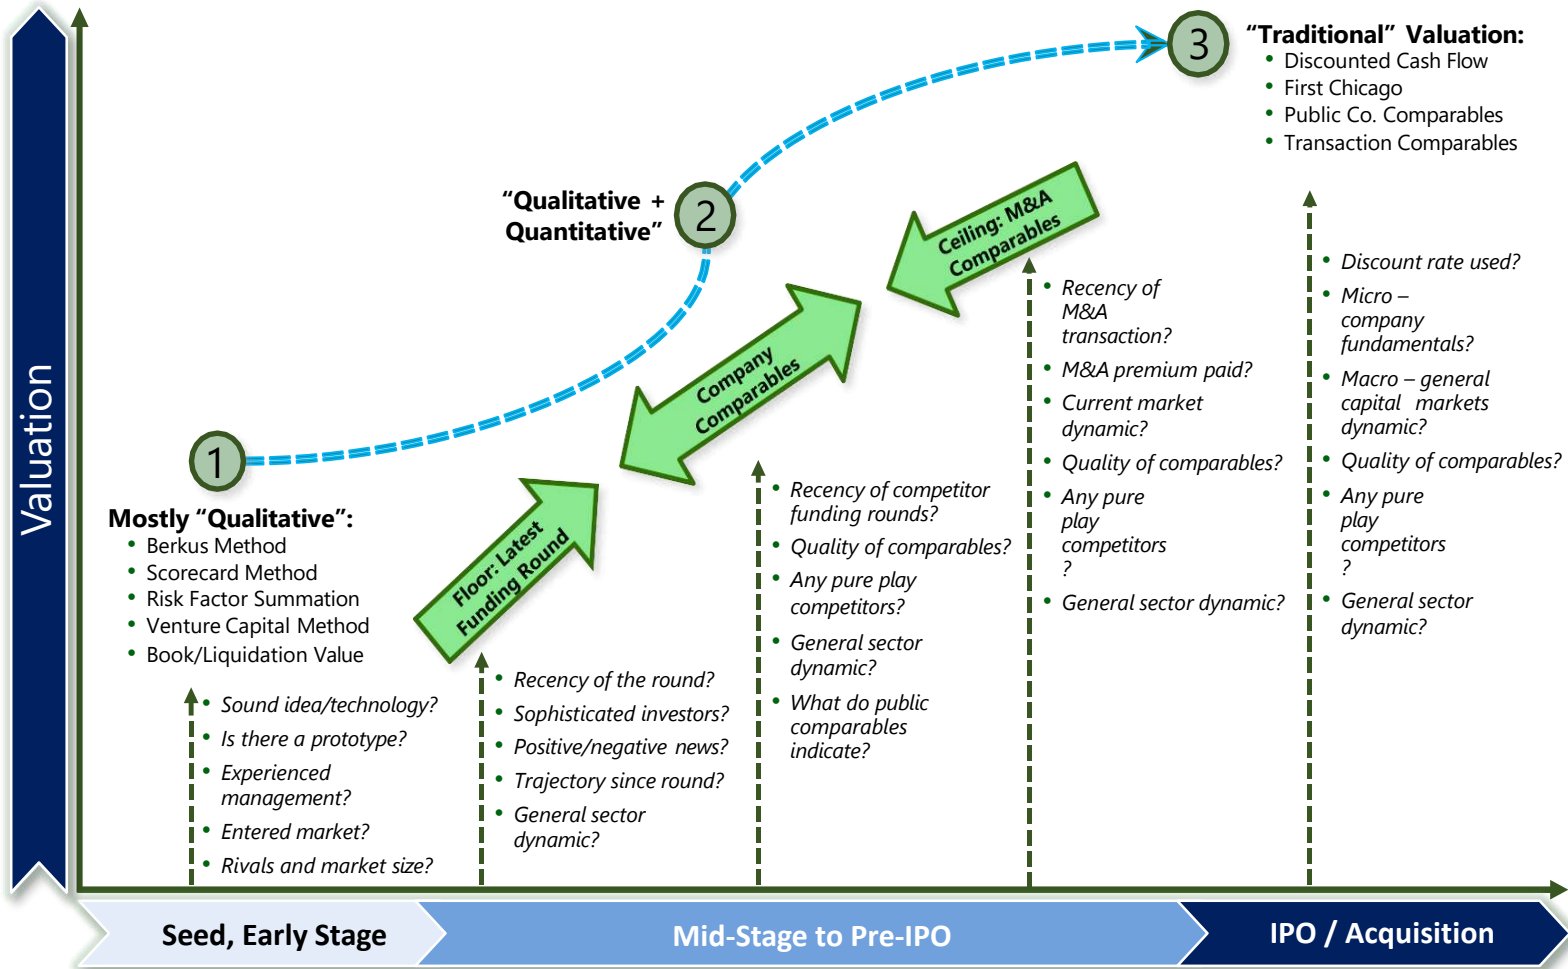 Valuation
1
Mostly “Qualitative”:
• Berkus Method
• Scorecard Method
• Risk Factor Summation
• Venture Capital Method
• Book/Liquidation Value
• Sound idea/technology?
• Is there a prototype?
• Experienced
management?
• Entered market?
• Rivals and market size?
“Qualitative +
Quantitative”
2
Floor: Latest
Funding Round
• Recency of the round?
• Sophisticated investors?
• Positive/negative news?
• Trajectory since round?
• General sector
dynamic?
Company
Comparables
• Recency of competitor
funding rounds?
• Quality of comparables?
• Any pure play
competitors?
• General sector
dynamic?
• What do public
comparables
indicate?
Ceiling: M&A
Comparables
• Recency of
M&A
transaction?
• M&A premium paid?
• Current market
dynamic?
• Quality of comparables?
• Any pure
play
competitors
?
• General sector dynamic?
3
“Traditional” Valuation:
• Discounted Cash Flow
• First Chicago
• Public Co. Comparables
• Transaction Comparables
• Discount rate used?
• Micro –
company
fundamentals?
• Macro – general
capital markets
dynamic?
• Quality of comparables?
• Any pure
play
competitors
?
• General sector
dynamic?
Seed, Early Stage
Mid-Stage to Pre-IPO
IPO / Acquisition